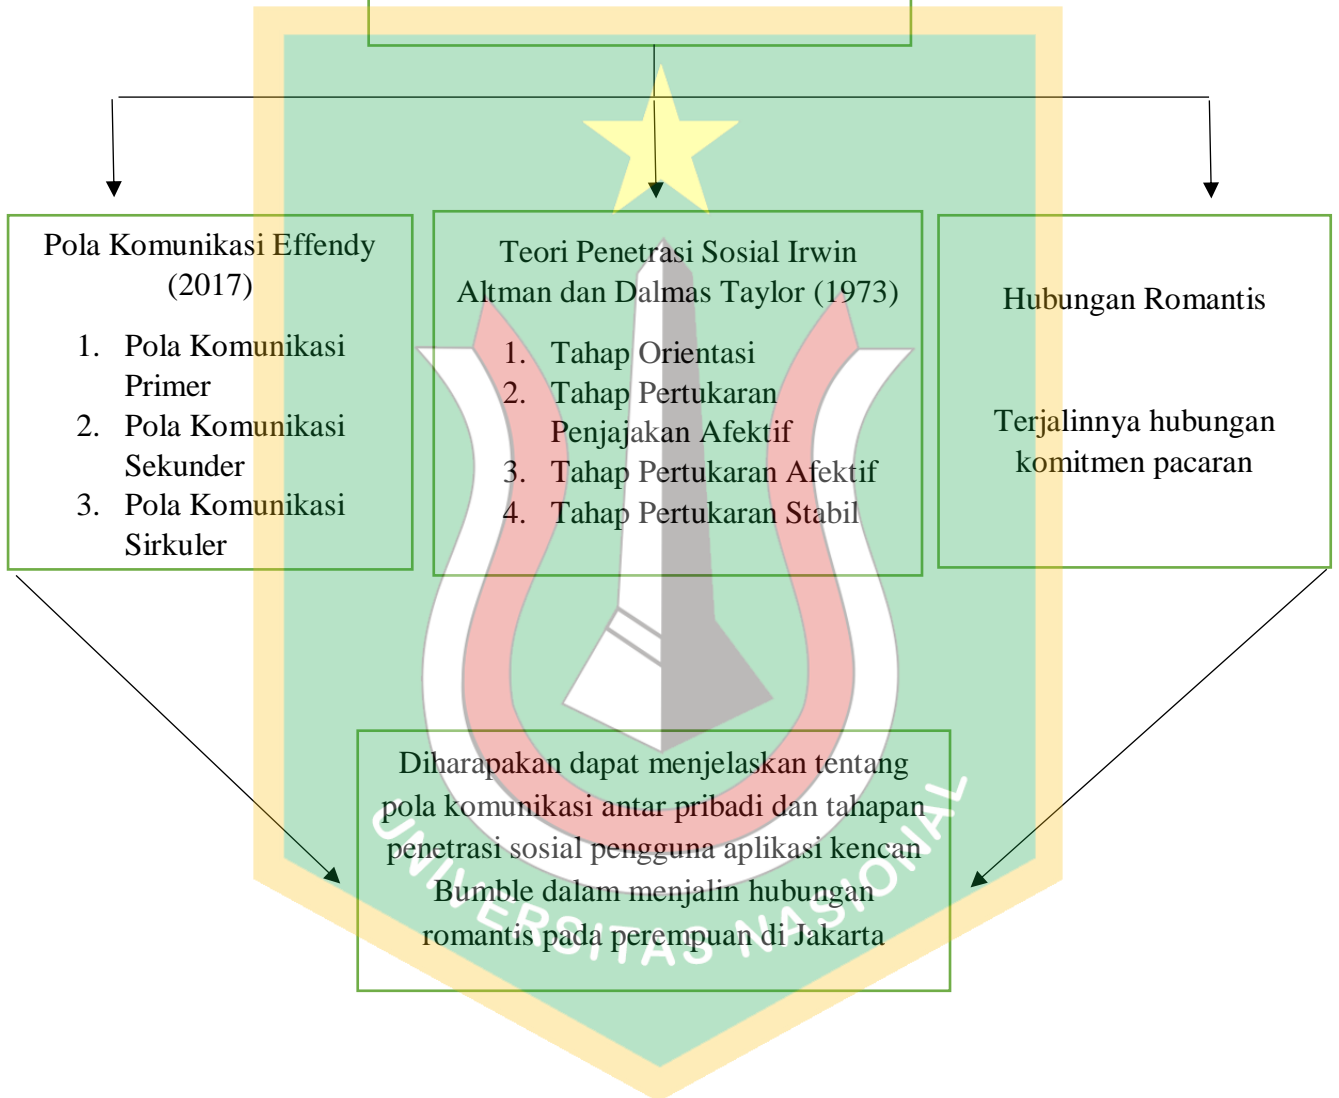 Pola Komunikasi Effendy
(2017)
1. Pola Komunikasi
Primer
2. Pola Komunikasi
Sekunder
3. Pola Komunikasi
Sirkuler
Teori Penetrasi Sosial Irwin
Altman dan Dalmas Taylor (1973)
1. Tahap Orientasi
2. Tahap Pertukaran
Penjajakan Afektif
3. Tahap Pertukaran Afektif
4. Tahap Pertukaran Stabil
Hubungan Romantis
Terjalinnya hubungan
komitmen pacaran
Diharapakan dapat menjelaskan tentang
pola komunikasi antar pribadi dan tahapan
penetrasi sosial pengguna aplikasi kencan
Bumble dalam menjalin hubungan
romantis pada perempuan di Jakarta
UNIVERSITAS NASIONAL